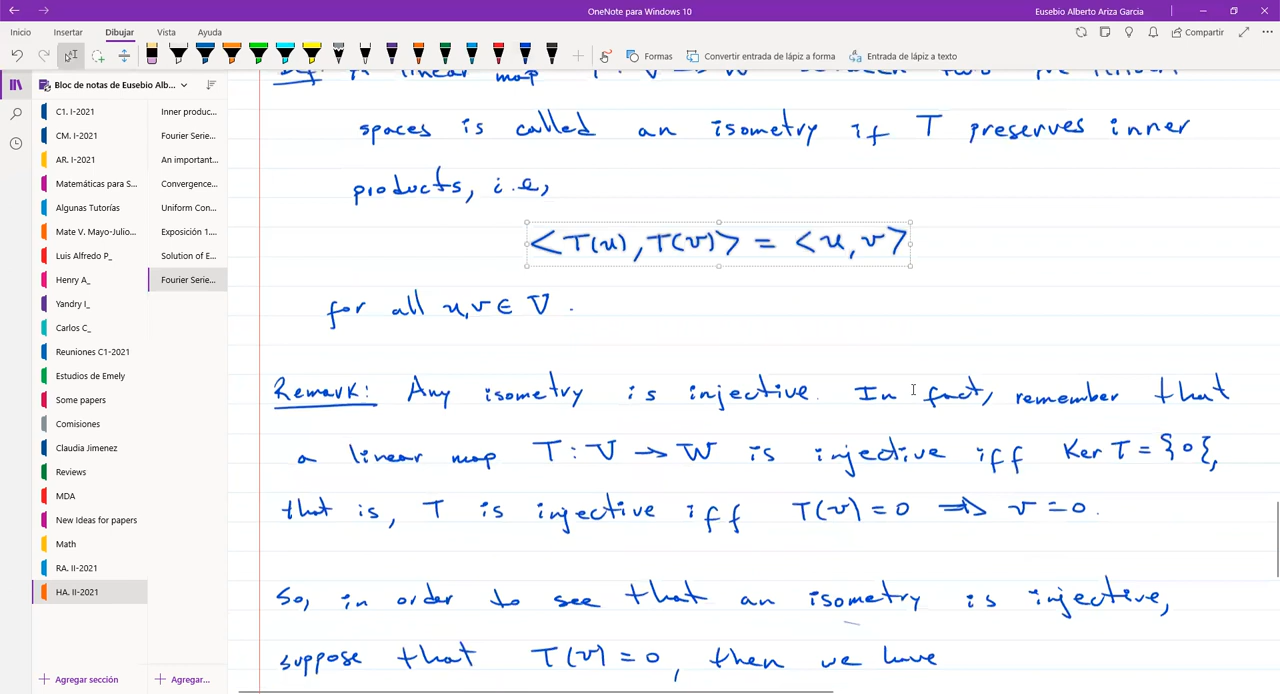 OneNote para Windows 10
Eusebio Alberto Ariza Garcia
Inicio Insertar Dibujar Vista Ayuda
Compartir
Formas Convertir entrada de lápiz a forma Entrada de lápiz a texto
Bloc de notas de Eusebio Alb...
C1. I-2021
CM. I-2021
AR. I-2021
Matemáticas para S...
Algunas Tutorías
Mate V. Mayo-Julio...
Luis Alfredo P_
Henry A_
Yandry I_
Carlos C_
Reuniones C1-2021
Estudios de Emely
Some papers
Comisiones
Claudia Jimenez
Reviews
MDA
New Ideas for papers
Math
RA. II-2021
HA. II-2021
Agregar sección
Inner produc...
Fourier Serie...
An important...
Convergence...
Uniform Con...
Exposición 1....
Solution of E...
Fourier Serie...
Agregar...
linear map T : V → W between two
spaces is called an isometry if T preserves inner
products, i.e,
<T(u), T(v)> = <u, v>
for all u, v ∈ V.
Remark: Any isometry is injective. In fact, remember that
a linear map T : V → W is injective iff Ker T = {0},
that is, T is injective iff T(v) = 0 ⇒ v = 0.
So, in order to see that an isometry is injective,
suppose that T(v) = 0, then we have